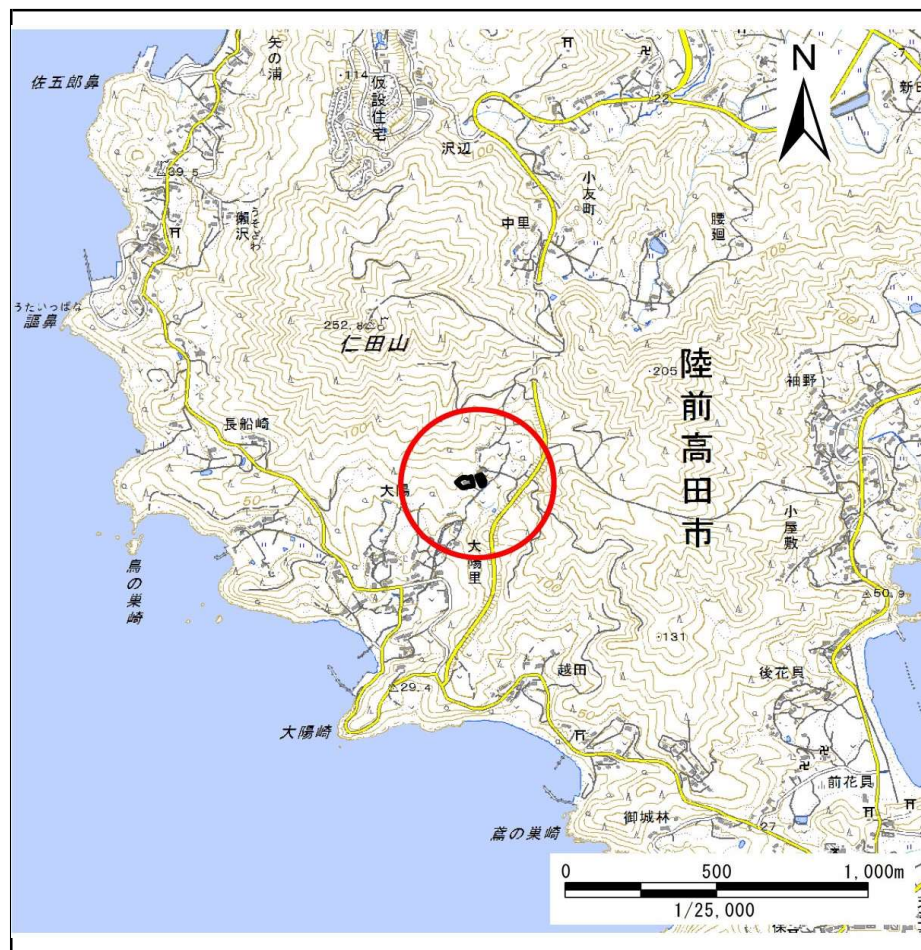 矢の浦
佐五郎鼻
・114
仮設住宅
22
7
N
沢辺
39.5
小友町
中里
腰廻
獺沢
うそざわ
うたいっぱな
謡鼻
252.8
仁田山
・205
陸前高田市
袖野
100
長船崎
50
大陽
小屋敷
大陽里
鳥の巣崎
100
50.9
・131
越田
後花貝
29.4
大陽崎
50
前花貝
御城林
27
鳶の巣崎
0 500 1,000m
1/25,000